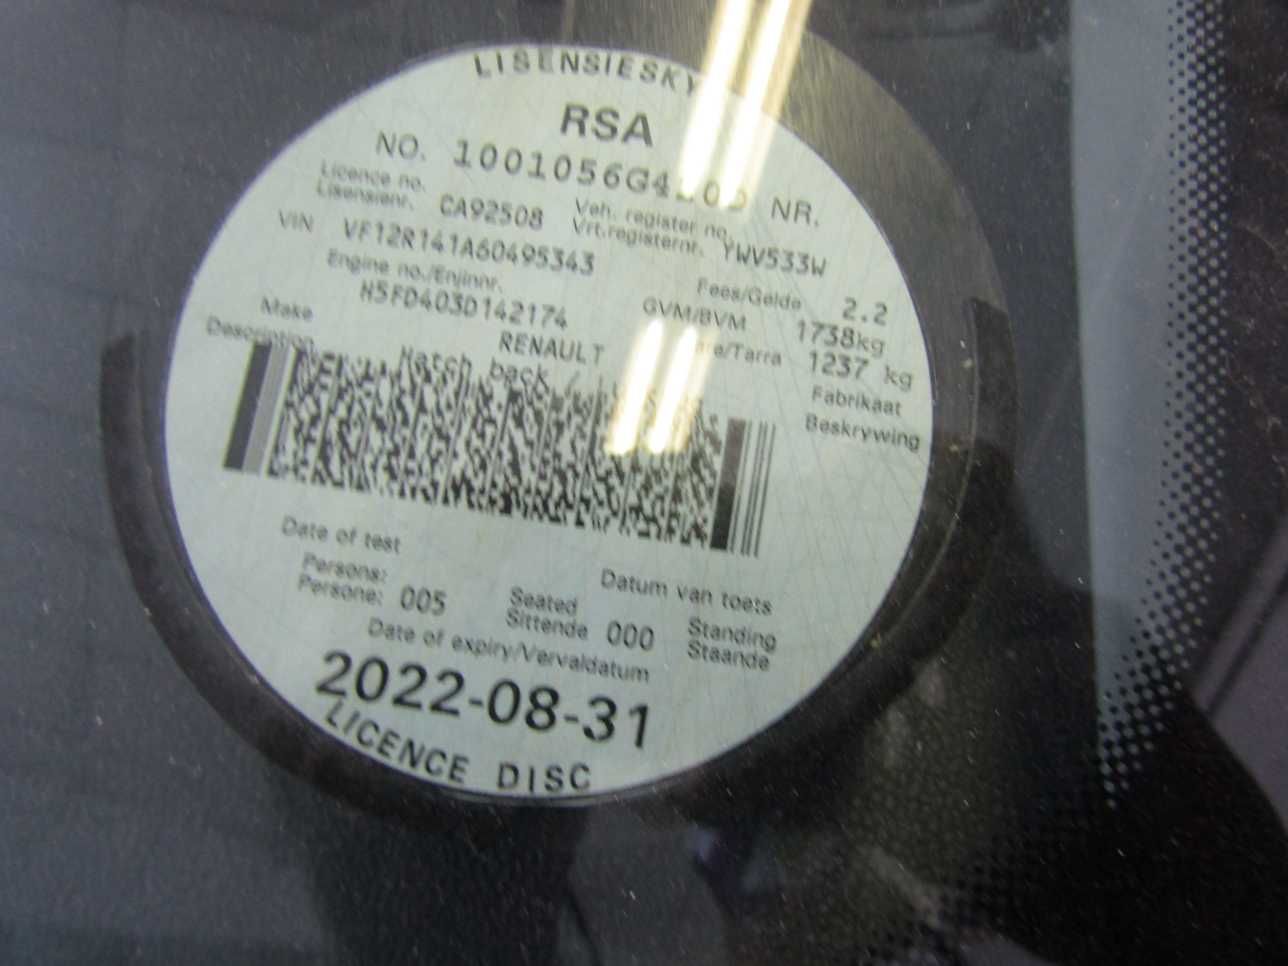 LISENSIESKY
RSA
NO. NR.
Licence no. CA92508 Veh. register no.
Lisensienr. Vrt.registernr. YWV533W
VIN VF12R141A60495343
Engine no./Enjinnr. Fees/Gelde 2.2
H5FD403D142174 GVM/BVM 1738kg
Make RENAULT /Tarra 1237 kg
Description Hatch back Fabrikaat
Beskrywing
Date of test
Datum van toets
Persons: Seated Standing
Persone: 005 Sittende 000 Staande
Date of expiry/Vervaldatum
2022-08-31
LICENCE DISC